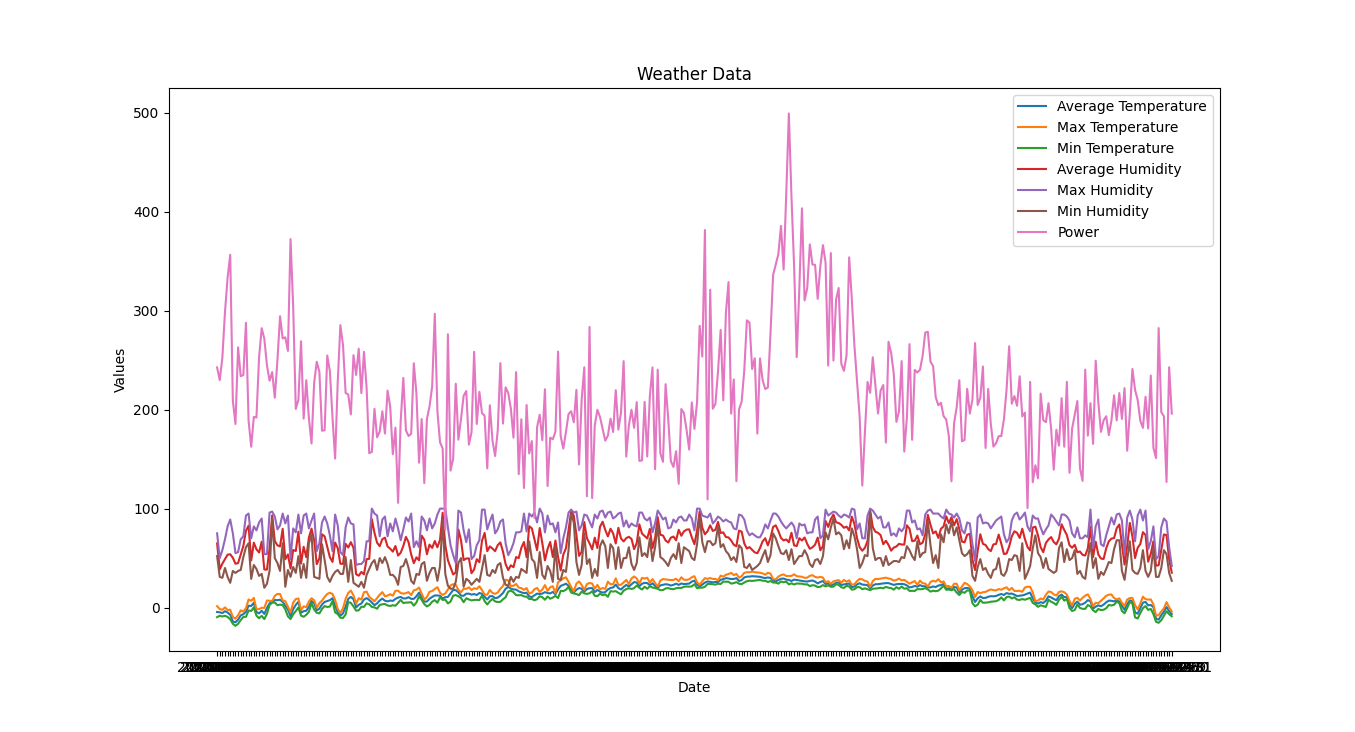 Weather Data
Average Temperature
Max Temperature
Min Temperature
Average Humidity
Max Humidity
Min Humidity
Power
500
400
300
200
100
0
Values
Date